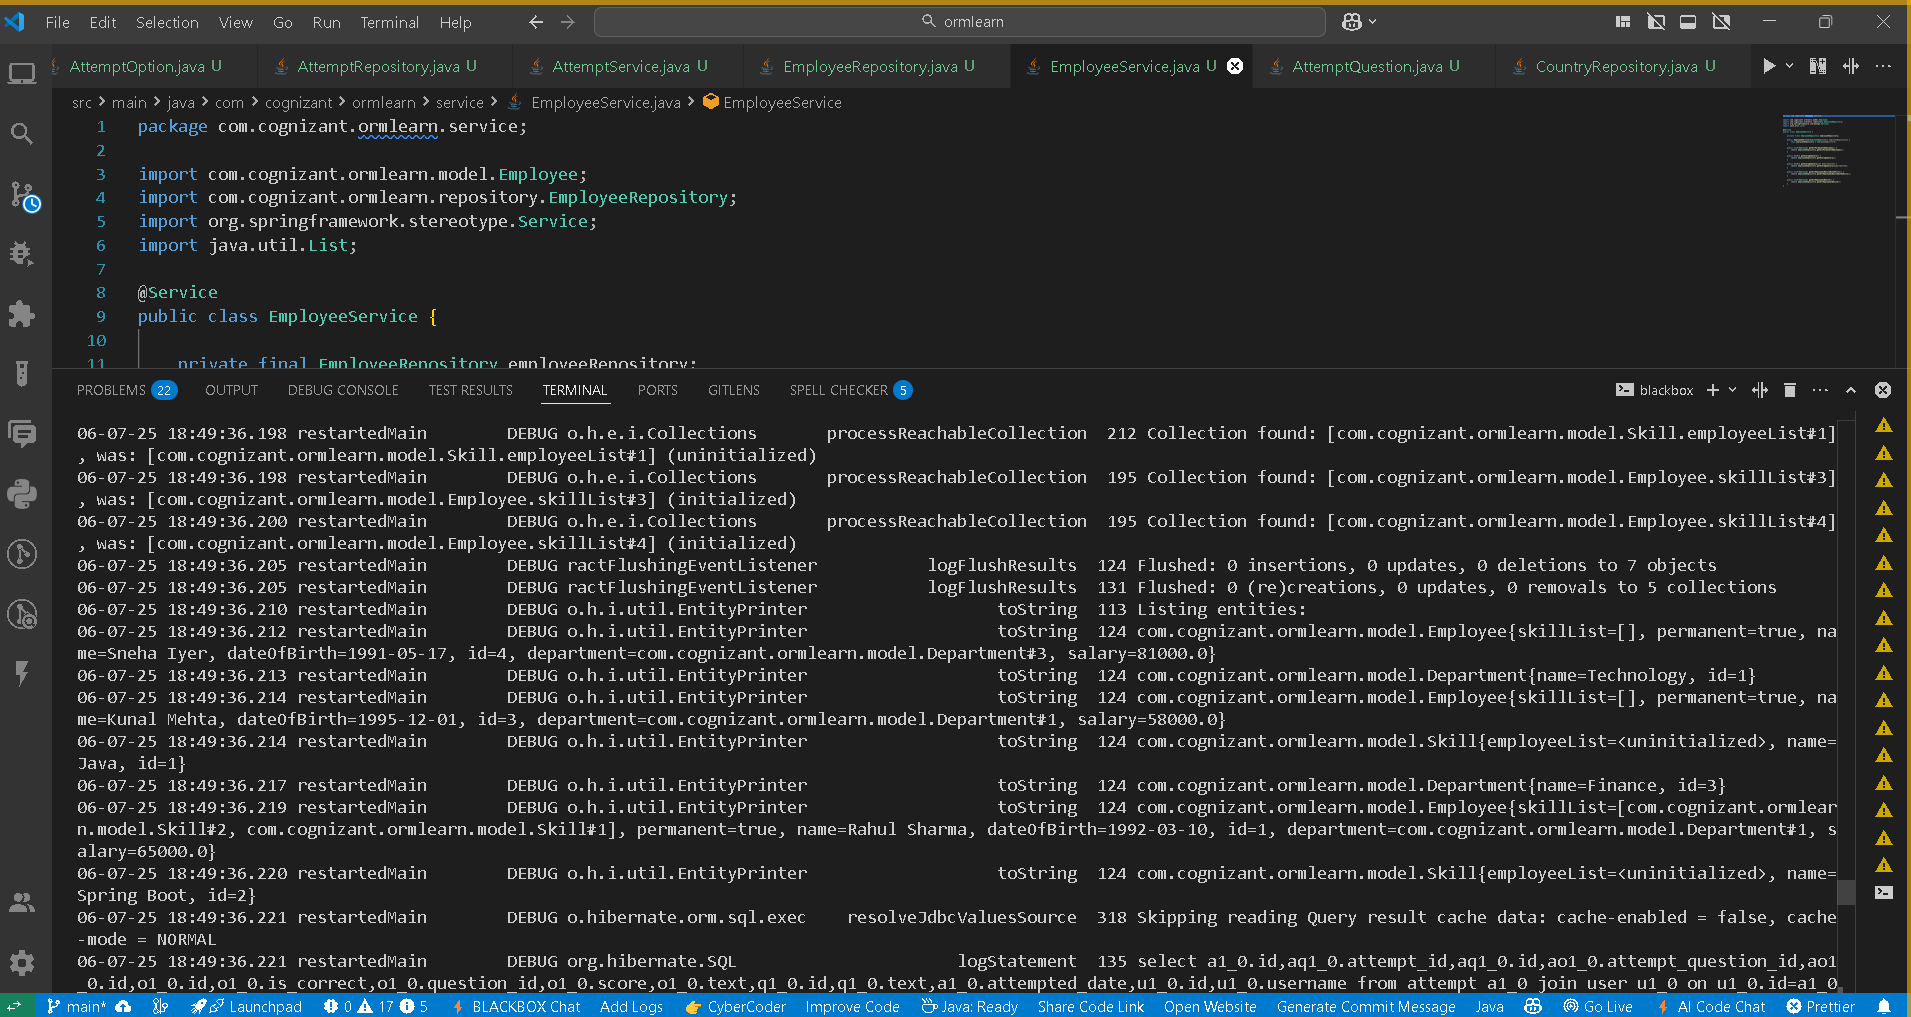 File Edit Selection View Go Run Terminal Help ormlearn
AttemptOption.java U AttemptRepository.java U AttemptService.java U EmployeeRepository.java U EmployeeService.java U AttemptQuestion.java U CountryRepository.java U
src > main > java > com > cognizant > ormlearn > service > EmployeeService.java > EmployeeService
1 package com.cognizant.ormlearn.service;
2
3 import com.cognizant.ormlearn.model.Employee;
4 import com.cognizant.ormlearn.repository.EmployeeRepository;
5 import org.springframework.stereotype.Service;
6 import java.util.List;
7
8 @Service
9 public class EmployeeService {
10
11 private final EmployeeRepository employeeRepository;
PROBLEMS 22 OUTPUT DEBUG CONSOLE TEST RESULTS TERMINAL PORTS GITLENS SPELL CHECKER 5 blackbox
06-07-25 18:49:36.198 restartedMain DEBUG o.h.e.i.Collections processReachableCollection 212 Collection found: [com.cognizant.ormlearn.model.Skill.employeeList#1]
, was: [com.cognizant.ormlearn.model.Skill.employeeList#1] (uninitialized)
06-07-25 18:49:36.198 restartedMain DEBUG o.h.e.i.Collections processReachableCollection 195 Collection found: [com.cognizant.ormlearn.model.Employee.skillList#3]
, was: [com.cognizant.ormlearn.model.Employee.skillList#3] (initialized)
06-07-25 18:49:36.200 restartedMain DEBUG o.h.e.i.Collections processReachableCollection 195 Collection found: [com.cognizant.ormlearn.model.Employee.skillList#4]
, was: [com.cognizant.ormlearn.model.Employee.skillList#4] (initialized)
06-07-25 18:49:36.205 restartedMain DEBUG ractFlushingEventListener logFlushResults 124 Flushed: 0 insertions, 0 updates, 0 deletions to 7 objects
06-07-25 18:49:36.205 restartedMain DEBUG ractFlushingEventListener logFlushResults 131 Flushed: 0 (re)creations, 0 updates, 0 removals to 5 collections
06-07-25 18:49:36.210 restartedMain DEBUG o.h.i.util.EntityPrinter toString 113 Listing entities:
06-07-25 18:49:36.212 restartedMain DEBUG o.h.i.util.EntityPrinter toString 124 com.cognizant.ormlearn.model.Employee{skillList=[], permanent=true, na
me=Sneha Iyer, dateOfBirth=1991-05-17, id=4, department=com.cognizant.ormlearn.model.Department#3, salary=81000.0}
06-07-25 18:49:36.213 restartedMain DEBUG o.h.i.util.EntityPrinter toString 124 com.cognizant.ormlearn.model.Department{name=Technology, id=1}
06-07-25 18:49:36.214 restartedMain DEBUG o.h.i.util.EntityPrinter toString 124 com.cognizant.ormlearn.model.Employee{skillList=[], permanent=true, na
me=Kunal Mehta, dateOfBirth=1995-12-01, id=3, department=com.cognizant.ormlearn.model.Department#1, salary=58000.0}
06-07-25 18:49:36.214 restartedMain DEBUG o.h.i.util.EntityPrinter toString 124 com.cognizant.ormlearn.model.Skill{employeeList=<uninitialized>, name=
Java, id=1}
06-07-25 18:49:36.217 restartedMain DEBUG o.h.i.util.EntityPrinter toString 124 com.cognizant.ormlearn.model.Department{name=Finance, id=3}
06-07-25 18:49:36.219 restartedMain DEBUG o.h.i.util.EntityPrinter toString 124 com.cognizant.ormlearn.model.Employee{skillList=[com.cognizant.ormlear
n.model.Skill#2, com.cognizant.ormlearn.model.Skill#1], permanent=true, name=Rahul Sharma, dateOfBirth=1992-03-10, id=1, department=com.cognizant.ormlearn.model.Department#1, s
alary=65000.0}
06-07-25 18:49:36.220 restartedMain DEBUG o.h.i.util.EntityPrinter toString 124 com.cognizant.ormlearn.model.Skill{employeeList=<uninitialized>, name=
Spring Boot, id=2}
06-07-25 18:49:36.221 restartedMain DEBUG o.hibernate.orm.sql.exec resolveJdbcValuesSource 318 Skipping reading Query result cache data: cache-enabled = false, cache
-mode = NORMAL
06-07-25 18:49:36.221 restartedMain DEBUG org.hibernate.SQL logStatement 135 select a1_0.id,aq1_0.attempt_id,aq1_0.id,ao1_0.attempt_question_id,ao1
_0.id,o1_0.id,o1_0.is_correct,o1_0.question_id,o1_0.score,o1_0.text,q1_0.id,q1_0.text,a1_0.attempted_date,u1_0.id,u1_0.username from attempt a1_0 join user u1_0 on u1_0.id=a1_0
main* Launchpad 0 17 5 BLACKBOX Chat Add Logs CyberCoder Improve Code Java: Ready Share Code Link Open Website Generate Commit Message Java Go Live AI Code Chat Prettier